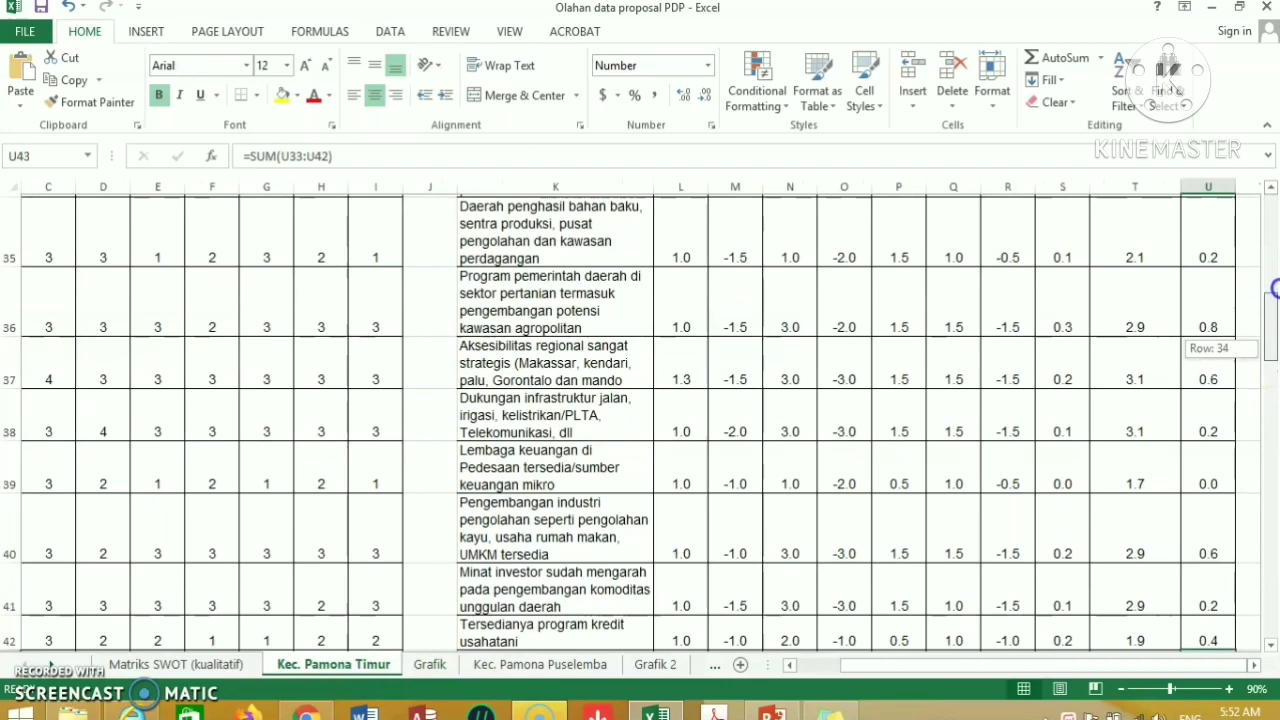 Olahan data proposal PDP - Excel
FILE HOME INSERT PAGE LAYOUT FORMULAS DATA REVIEW VIEW ACROBAT Sign in
Paste
Cut
Copy
Format Painter
Clipboard
Arial 12
B I U
Font
Wrap Text
Merge & Center
Alignment
Number
$ % ,
Number
Conditional Formatting
Format as Table
Cell Styles
Styles
Insert Delete Format
Cells
AutoSum
Fill
Clear
Sort & Filter
Find & Select
Editing
KINEMASTER
U43 fx =SUM(U33:U42)
C D E F G H I J K L M N O P Q R S T U
35 3 3 1 2 3 2 1 Daerah penghasil bahan baku,
sentra produksi, pusat
pengolahan dan kawasan
perdagangan 1.0 -1.5 1.0 -2.0 1.5 1.0 -0.5 0.1 2.1 0.2
36 3 3 3 2 3 3 3 Program pemerintah daerah di
sektor pertanian termasuk
pengembangan potensi
kawasan agropolitan 1.0 -1.5 3.0 -2.0 1.5 1.5 -1.5 0.3 2.9 0.8
Row: 34
37 4 3 3 3 3 3 3 Aksesibilitas regional sangat
strategis (Makassar, kendari,
palu, Gorontalo dan mando 1.3 -1.5 3.0 -3.0 1.5 1.5 -1.5 0.2 3.1 0.6
38 3 4 3 3 3 3 3 Dukungan infrastruktur jalan,
irigasi, kelistrikan/PLTA,
Telekomunikasi, dll 1.0 -2.0 3.0 -3.0 1.5 1.5 -1.5 0.1 3.1 0.2
39 3 2 1 2 1 2 1 Lembaga keuangan di
Pedesaan tersedia/sumber
keuangan mikro 1.0 -1.0 1.0 -2.0 0.5 1.0 -0.5 0.0 1.7 0.0
40 3 2 3 3 3 3 3 Pengembangan industri
pengolahan seperti pengolahan
kayu, usaha rumah makan,
UMKM tersedia 1.0 -1.0 3.0 -3.0 1.5 1.5 -1.5 0.2 2.9 0.6
41 3 3 3 3 3 2 3 Minat investor sudah mengarah
pada pengembangan komoditas
unggulan daerah 1.0 -1.5 3.0 -3.0 1.5 1.0 -1.5 0.1 2.9 0.2
42 3 2 2 1 1 2 2 Tersedianya program kredit
usahatani 1.0 -1.0 2.0 -1.0 0.5 1.0 -1.0 0.2 1.9 0.4
Matriks SWOT (kualitatif) Kec. Pamona Timur Grafik Kec. Pamona Puselemba Grafik 2 ...
RECORDED WITH
SCREENCAST MATIC
90%
ENG 5:52 AM